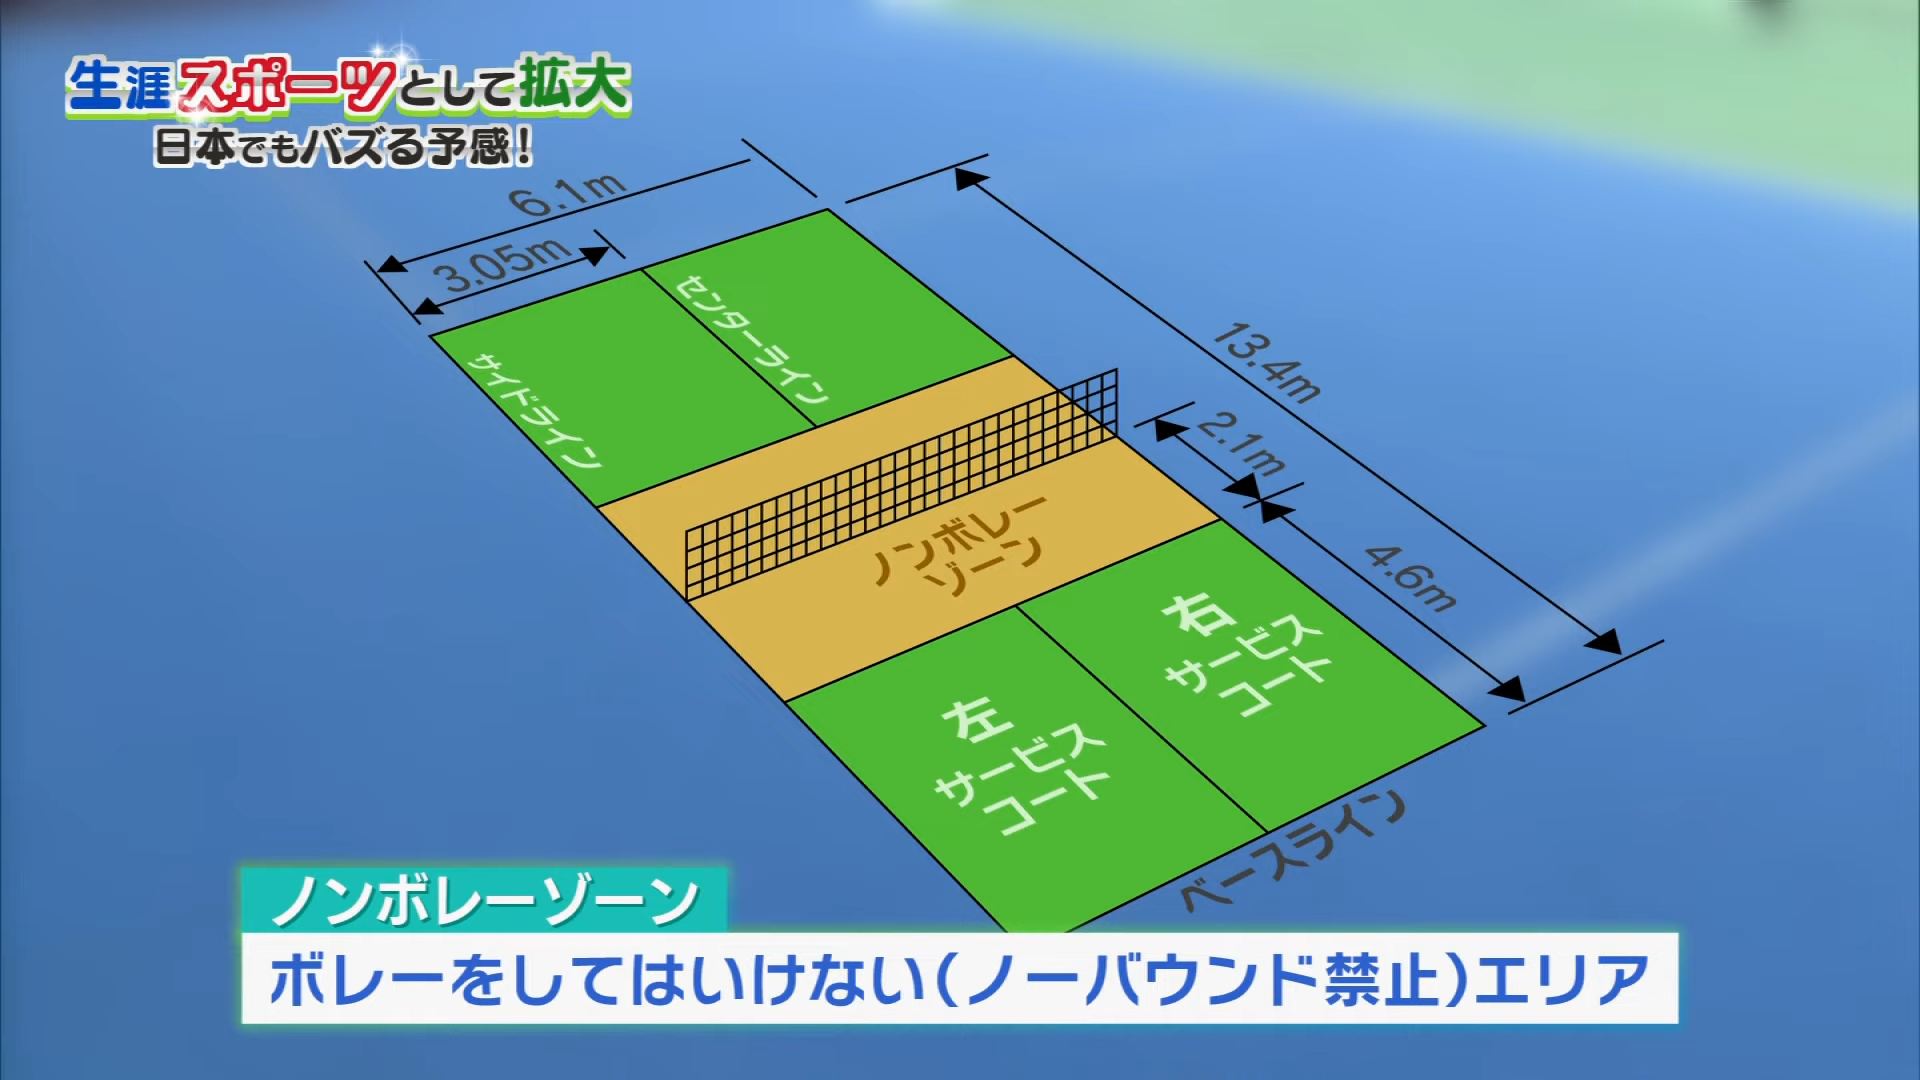 生涯スポーツとして拡大
日本でもバズる予感!
6.1m
3.05m
センターライン
サイドライン
13.4m
2.1m
4.6m
ノンボレー
ゾーン
右
サービス
コート
左
サービス
コート
ベースライン
ノンボレーゾーン
ボレーをしてはいけない(ノーバウンド禁止)エリア